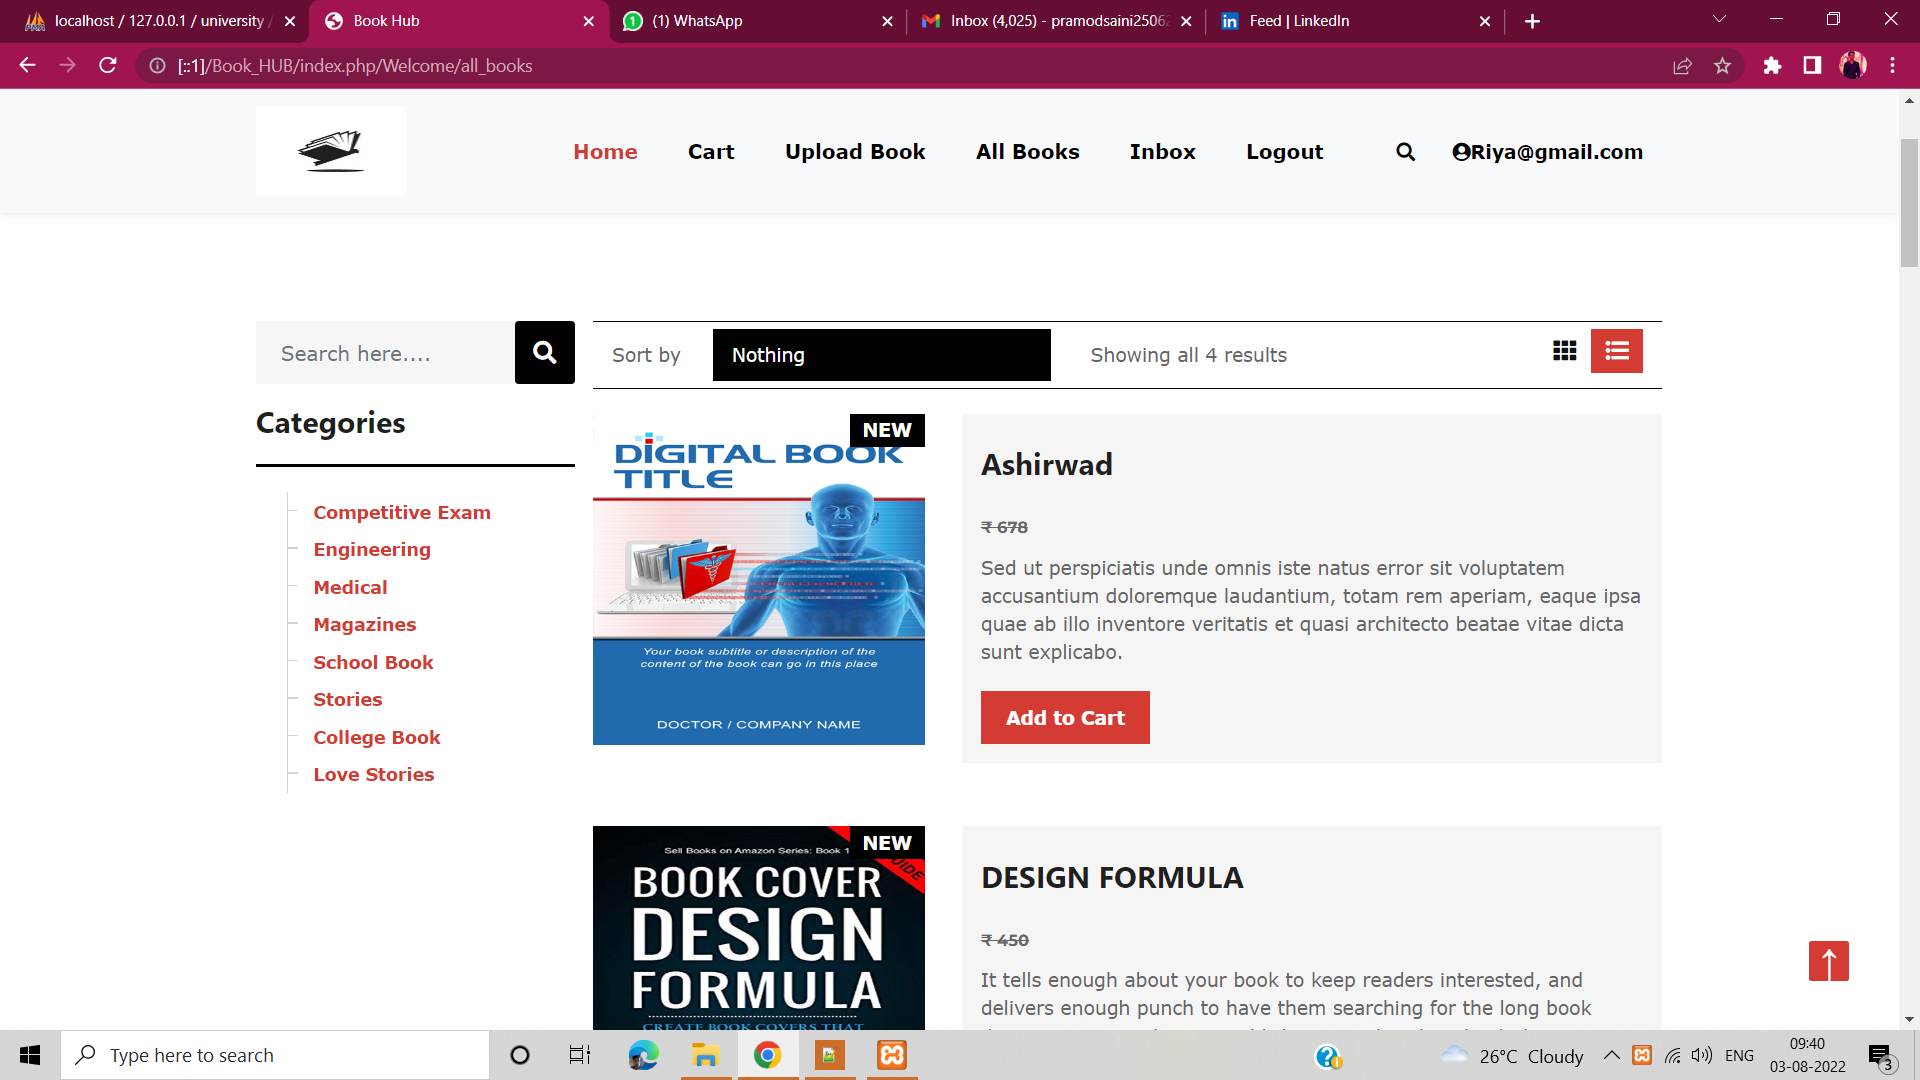 localhost / 127.0.0.1 / university /
Book Hub
(1) WhatsApp
Inbox (4,025) - pramodsaini2506
Feed | LinkedIn
[::1]/Book_HUB/index.php/Welcome/all_books
Home
Cart
Upload Book
All Books
Inbox
Logout
Riya@gmail.com
Search here....
Sort by
Nothing
Showing all 4 results
Categories
Competitive Exam
Engineering
Medical
Magazines
School Book
Stories
College Book
Love Stories
NEW
DIGITAL BOOK
TITLE
Your book subtitle or description of the
content of the book can go in this place
DOCTOR / COMPANY NAME
Ashirwad
₹ 678
Sed ut perspiciatis unde omnis iste natus error sit voluptatem
accusantium doloremque laudantium, totam rem aperiam, eaque ipsa
quae ab illo inventore veritatis et quasi architecto beatae vitae dicta
sunt explicabo.
Add to Cart
NEW
Sell Books on Amazon Series: Book 1
BOOK COVER
DESIGN
FORMULA
CREATE BOOK COVERS THAT
DESIGN FORMULA
₹ 450
It tells enough about your book to keep readers interested, and
delivers enough punch to have them searching for the long book
Type here to search
26°C Cloudy
ENG
09:40
03-08-2022
3